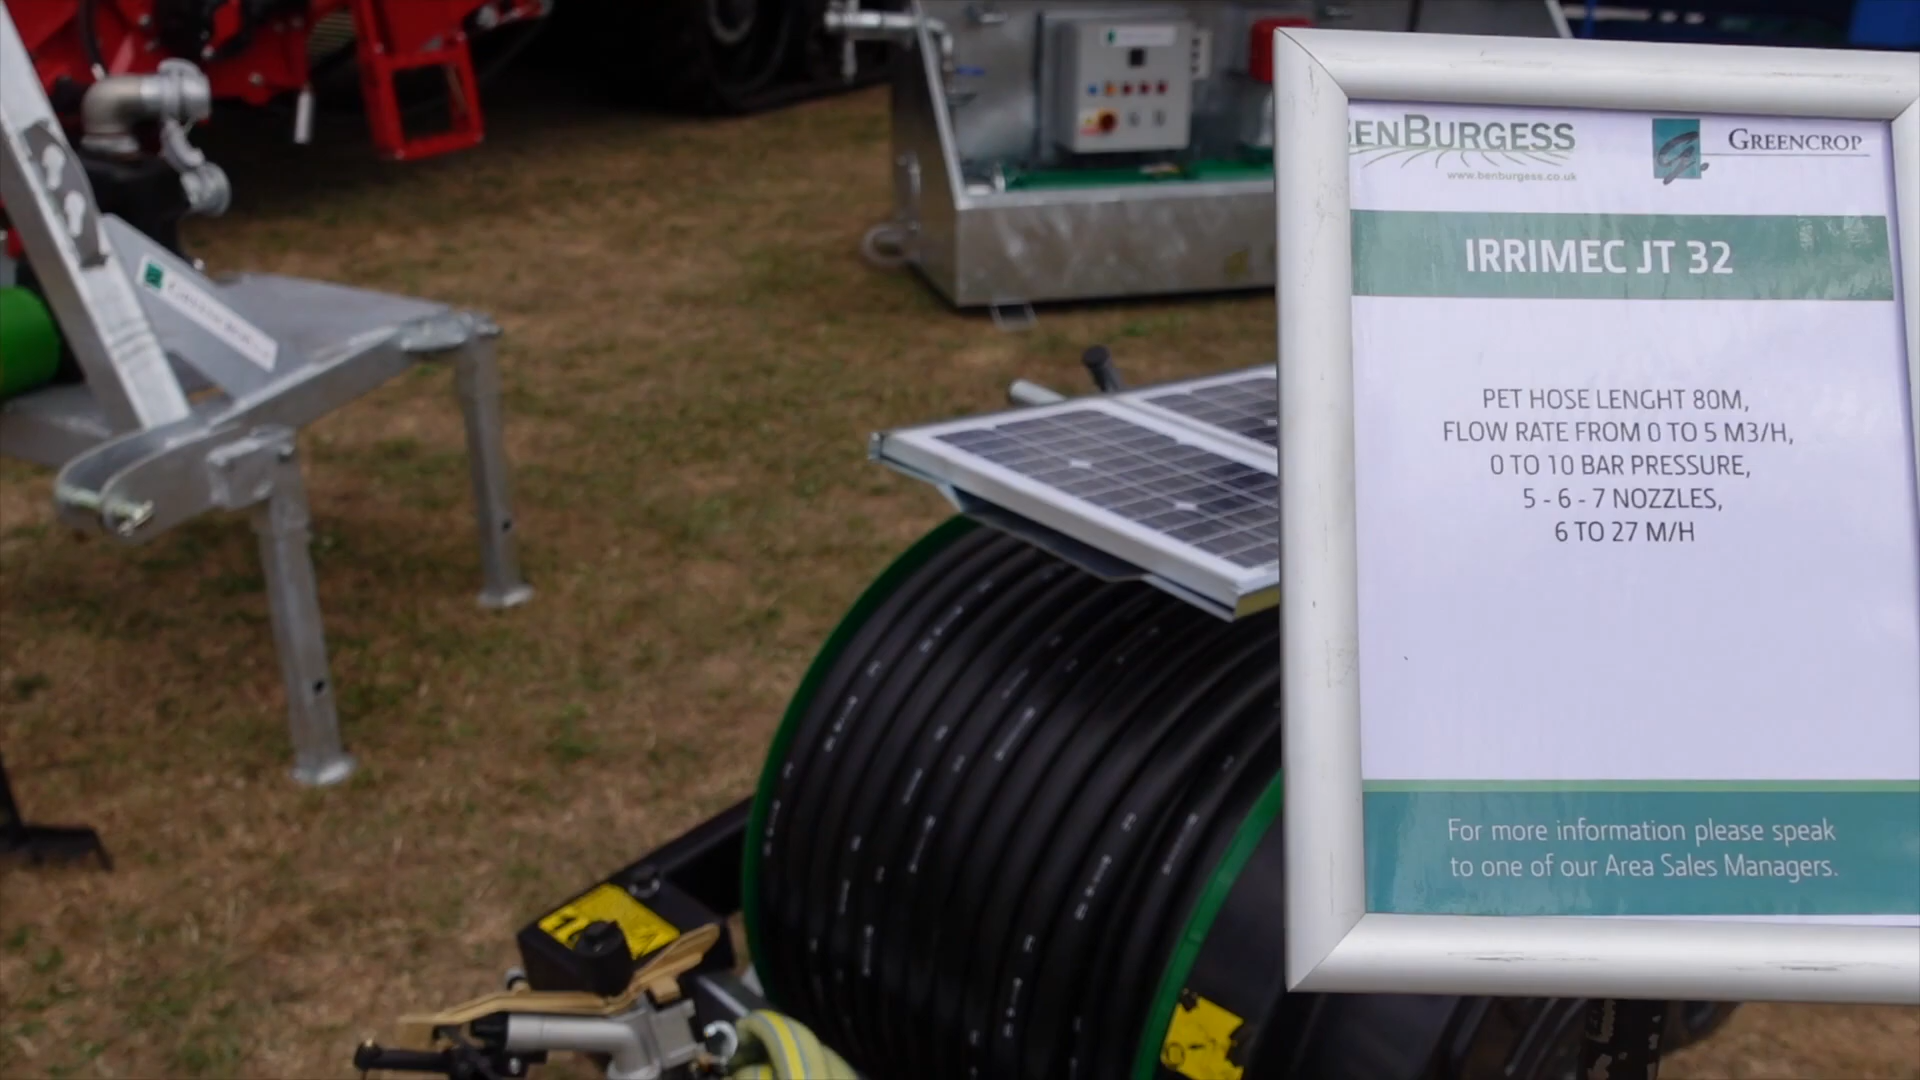 BENBURGESS
www.benburgess.co.uk
GREENCROP
IRRIMEC JT 32
PET HOSE LENGHT 80M,
FLOW RATE FROM 0 TO 5 M3/H,
0 TO 10 BAR PRESSURE,
5 - 6 - 7 NOZZLES,
6 TO 27 M/H
For more information please speak
to one of our Area Sales Managers.